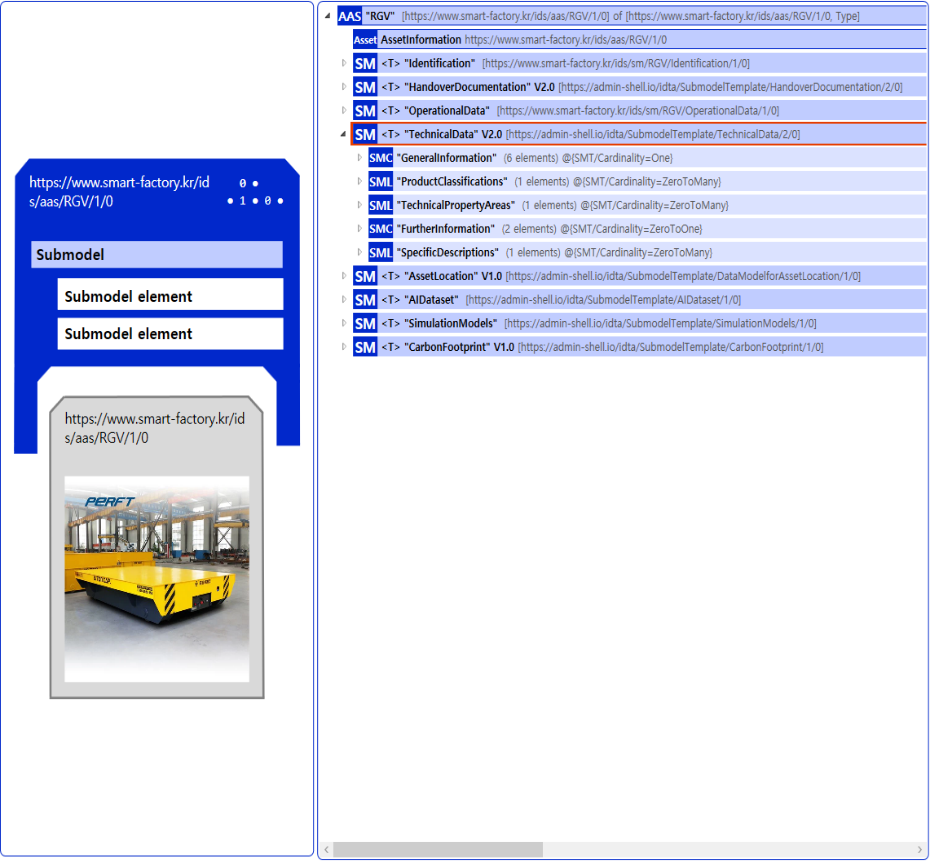 https://www.smart-factory.kr/id
s/aas/RGV/1/0
0
1 0
Submodel
Submodel element
Submodel element
https://www.smart-factory.kr/id
s/aas/RGV/1/0
PERFT
AAS "RGV" [https://www.smart-factory.kr/ids/aas/RGV/1/0] of [https://www.smart-factory.kr/ids/aas/RGV/1/0, Type]
Asset AssetInformation https://www.smart-factory.kr/ids/aas/RGV/1/0
SM <T> "Identification" [https://www.smart-factory.kr/ids/sm/RGV/Identification/1/0]
SM <T> "HandoverDocumentation" V2.0 [https://admin-shell.io/idta/SubmodelTemplate/HandoverDocumentation/2/0]
SM <T> "OperationalData" [https://www.smart-factory.kr/ids/sm/RGV/OperationalData/1/0]
SM <T> "TechnicalData" V2.0 [https://admin-shell.io/idta/SubmodelTemplate/TechnicalData/2/0]
SMC "GeneralInformation" (6 elements) @{SMT/Cardinality=One}
SML "ProductClassifications" (1 elements) @{SMT/Cardinality=ZeroToMany}
SML "TechnicalPropertyAreas" (1 elements) @{SMT/Cardinality=ZeroToMany}
SMC "FurtherInformation" (2 elements) @{SMT/Cardinality=ZeroToOne}
SML "SpecificDescriptions" (1 elements) @{SMT/Cardinality=ZeroToMany}
SM <T> "AssetLocation" V1.0 [https://admin-shell.io/idta/SubmodelTemplate/DataModelforAssetLocation/1/0]
SM <T> "AIDataset" [https://admin-shell.io/idta/SubmodelTemplate/AIDataset/1/0]
SM <T> "SimulationModels" [https://admin-shell.io/idta/SubmodelTemplate/SimulationModels/1/0]
SM <T> "CarbonFootprint" V1.0 [https://admin-shell.io/idta/SubmodelTemplate/CarbonFootprint/1/0]